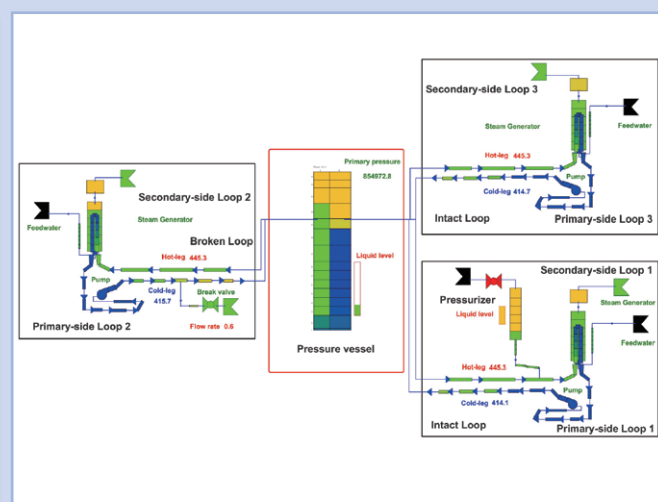 Secondary-side Loop 3
Steam Generator
Feedwater
Hot-leg 445.3
Pump
Cold-leg 414.7
Intact Loop
Primary-side Loop 3
Primary pressure
854972.8
Liquid level
Pressure vessel
Secondary-side Loop 2
Steam Generator
Feedwater
Broken Loop
Hot-leg 445.3
Pump
Cold-leg
415.7
Break valve
Primary-side Loop 2
Flow rate 0.6
Secondary-side Loop 1
Pressurizer
Steam Generator
Liquid level
Feedwater
Hot-leg 445.3
Pump
Cold-leg 414.1
Intact Loop
Primary-side Loop 1